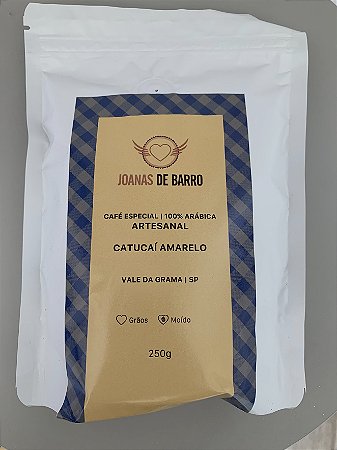 JOANAS DE BARRO
CAFÉ ESPECIAL | 100% ARÁBICA
ARTESANAL
CATUCAÍ AMARELO
VALE DA GRAMA | SP
Grãos Moído
250g